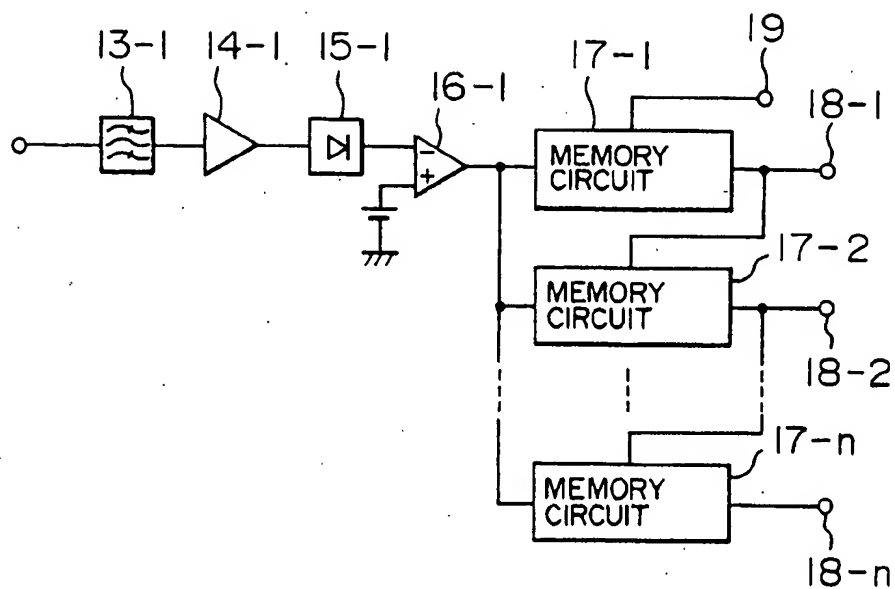 13-1
14-1
15-1
16-1
17-1
19
18-1
−
+
MEMORY
CIRCUIT
17-2
MEMORY
CIRCUIT
18-2
17-n
MEMORY
CIRCUIT
18-n